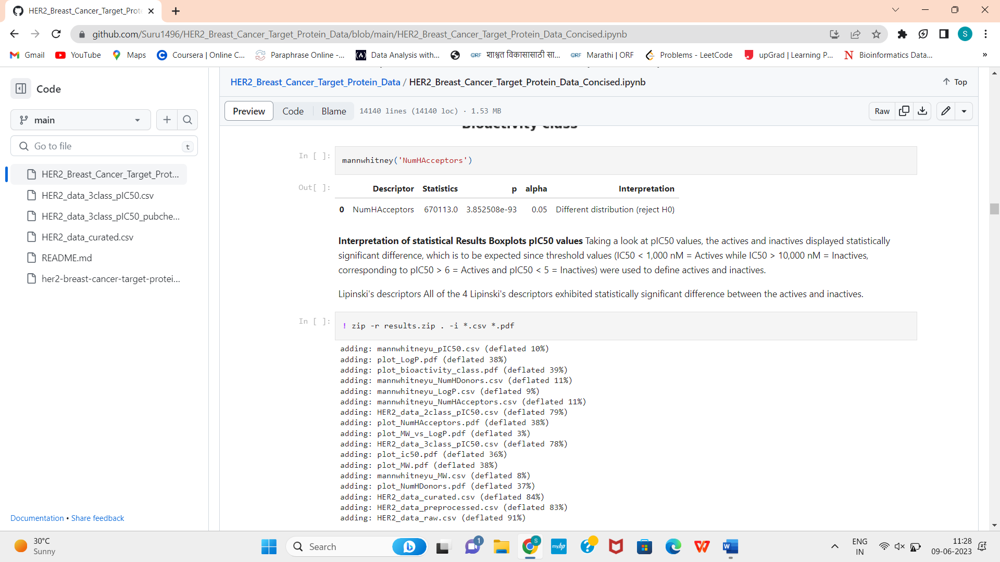 HER2_Breast_Cancer_Target_Prote
github.com/Suru1496/HER2_Breast_Cancer_Target_Protein_Data/blob/main/HER2_Breast_Cancer_Target_Protein_Data_Concised.ipynb
S
Gmail
YouTube
Maps
Coursera | Online C...
Paraphrase Online -...
Data Analysis with...
ORF शाश्वत विकासासाठी सा...
ORF Marathi | ORF
Problems - LeetCode
upGrad | Learning P...
N Bioinformatics Data...
»
Code
HER2_Breast_Cancer_Target_Protein_Data / HER2_Breast_Cancer_Target_Protein_Data_Concised.ipynb
Top
main
Preview Code Blame 14140 lines (14140 loc) · 1.53 MB
Raw
Go to file
t
HER2_Breast_Cancer_Target_Prot...
HER2_data_3class_pIC50.csv
HER2_data_3class_pIC50_pubche...
HER2_data_curated.csv
README.md
her2-breast-cancer-target-protei...
Documentation • Share feedback
Bioactivity Class
In [ ]:
mannwhitney('NumHAcceptors')
Out[ ]:
Descriptor Statistics p alpha Interpretation
0 NumHAcceptors 670113.0 3.852508e-93 0.05 Different distribution (reject H0)
Interpretation of statistical Results Boxplots pIC50 values Taking a look at pIC50 values, the actives and inactives displayed statistically
significant difference, which is to be expected since threshold values (IC50 < 1,000 nM = Actives while IC50 > 10,000 nM = Inactives,
corresponding to pIC50 > 6 = Actives and pIC50 < 5 = Inactives) were used to define actives and inactives.
Lipinski's descriptors All of the 4 Lipinski's descriptors exhibited statistically significant difference between the actives and inactives.
In [ ]:
! zip -r results.zip . -i *.csv *.pdf
adding: mannwhitneyu_pIC50.csv (deflated 10%)
adding: plot_LogP.pdf (deflated 38%)
adding: plot_bioactivity_class.pdf (deflated 39%)
adding: mannwhitneyu_NumHDonors.csv (deflated 11%)
adding: mannwhitneyu_LogP.csv (deflated 9%)
adding: mannwhitneyu_NumHAcceptors.csv (deflated 11%)
adding: HER2_data_2class_pIC50.csv (deflated 79%)
adding: plot_NumHAcceptors.pdf (deflated 38%)
adding: plot_MW_vs_LogP.pdf (deflated 3%)
adding: HER2_data_3class_pIC50.csv (deflated 78%)
adding: plot_ic50.pdf (deflated 36%)
adding: plot_MW.pdf (deflated 38%)
adding: mannwhitneyu_MW.csv (deflated 8%)
adding: plot_NumHDonors.pdf (deflated 37%)
adding: HER2_data_curated.csv (deflated 84%)
adding: HER2_data_preprocessed.csv (deflated 83%)
adding: HER2_data_raw.csv (deflated 91%)
30°C
Sunny
Search
1
S
myhp
ENG
IN
11:28
09-06-2023